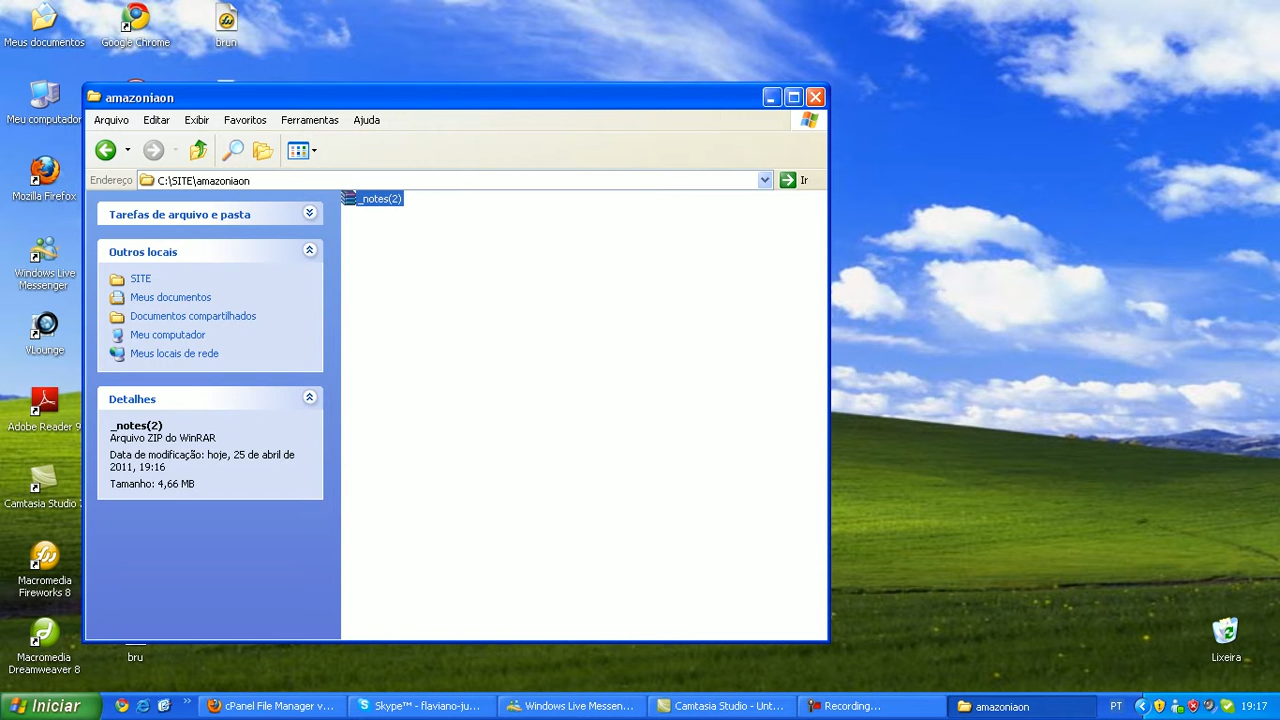 Meus documentos
Google Chrome
brun
Meu computador
Mozilla Firefox
Windows Live
Messenger
VLounge
Adobe Reader 9
Camtasia Studio
Macromedia
Fireworks 8
Macromedia
Dreamweaver 8
bru
Lixeira
amazoniaon
Arquivo Editar Exibir Favoritos Ferramentas Ajuda
Endereço C:\SITE\amazoniaon Ir
_notes(2)
Tarefas de arquivo e pasta
Outros locais
SITE
Meus documentos
Documentos compartilhados
Meu computador
Meus locais de rede
Detalhes
_notes(2)
Arquivo ZIP do WinRAR
Data de modificação: hoje, 25 de abril de
2011, 19:16
Tamanho: 4,66 MB
Iniciar
cPanel File Manager v...
Skype™ - flaviano-ju...
Windows Live Messen...
Camtasia Studio - Unt...
Recording...
amazoniaon
PT
19:17